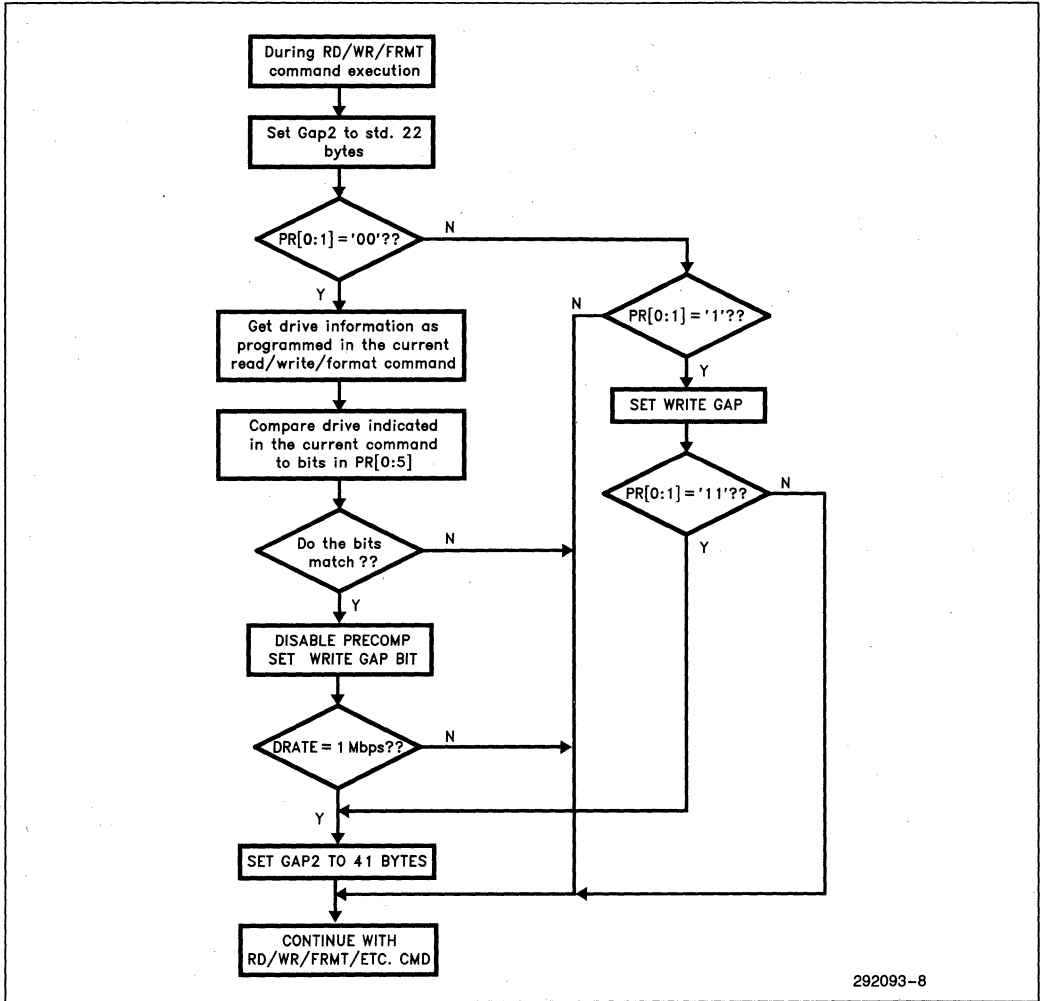 During RD/WR/FRMT
command execution
Set Gap2 to std. 22
bytes
PR[0:1]='00'??
N
Y
PR[0:1]='1'??
N
Y
Get drive information as
programmed in the current
read/write/format command
SET WRITE GAP
Compare drive indicated
in the current command
to bits in PR[0:5]
PR[0:1]='11'??
N
Y
Do the bits
match ??
N
Y
DISABLE PRECOMP
SET WRITE GAP BIT
DRATE = 1 Mbps??
N
Y
SET GAP2 TO 41 BYTES
CONTINUE WITH
RD/WR/FRMT/ETC. CMD
292093-8